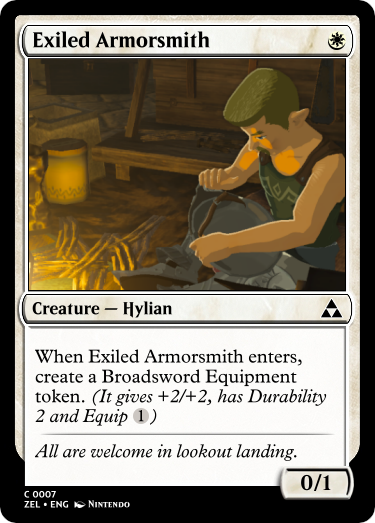 Exiled Armorsmith
Creature — Hylian
When Exiled Armorsmith enters,
create a Broadsword Equipment
token. (It gives +2/+2, has Durability
2 and Equip 1)
All are welcome in lookout landing.
0/1
C 0007
ZEL • ENG Nintendo